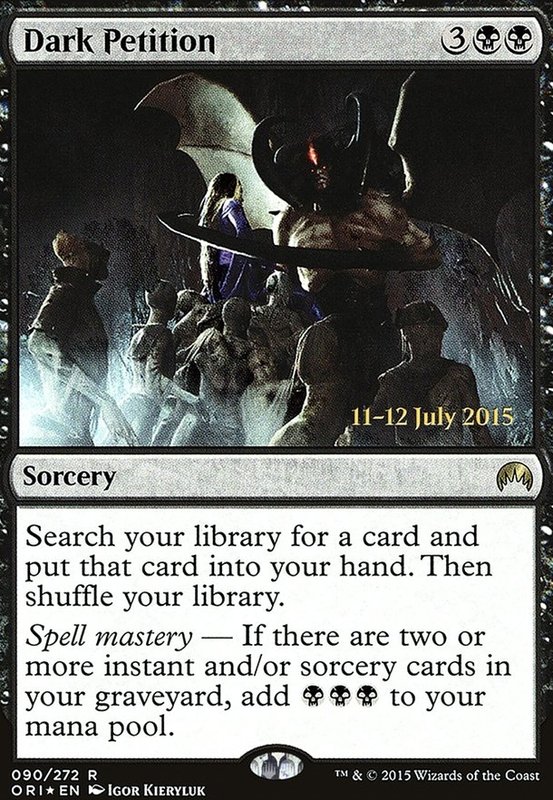 Dark Petition 3
11–12 July 2015
Sorcery
Search your library for a card and
put that card into your hand. Then
shuffle your library.
Spell mastery — If there are two or
more instant and/or sorcery cards in
your graveyard, add to your
mana pool.
090/272 R
ORI★EN Igor Kieryluk
™ & © 2015 Wizards of the Coast